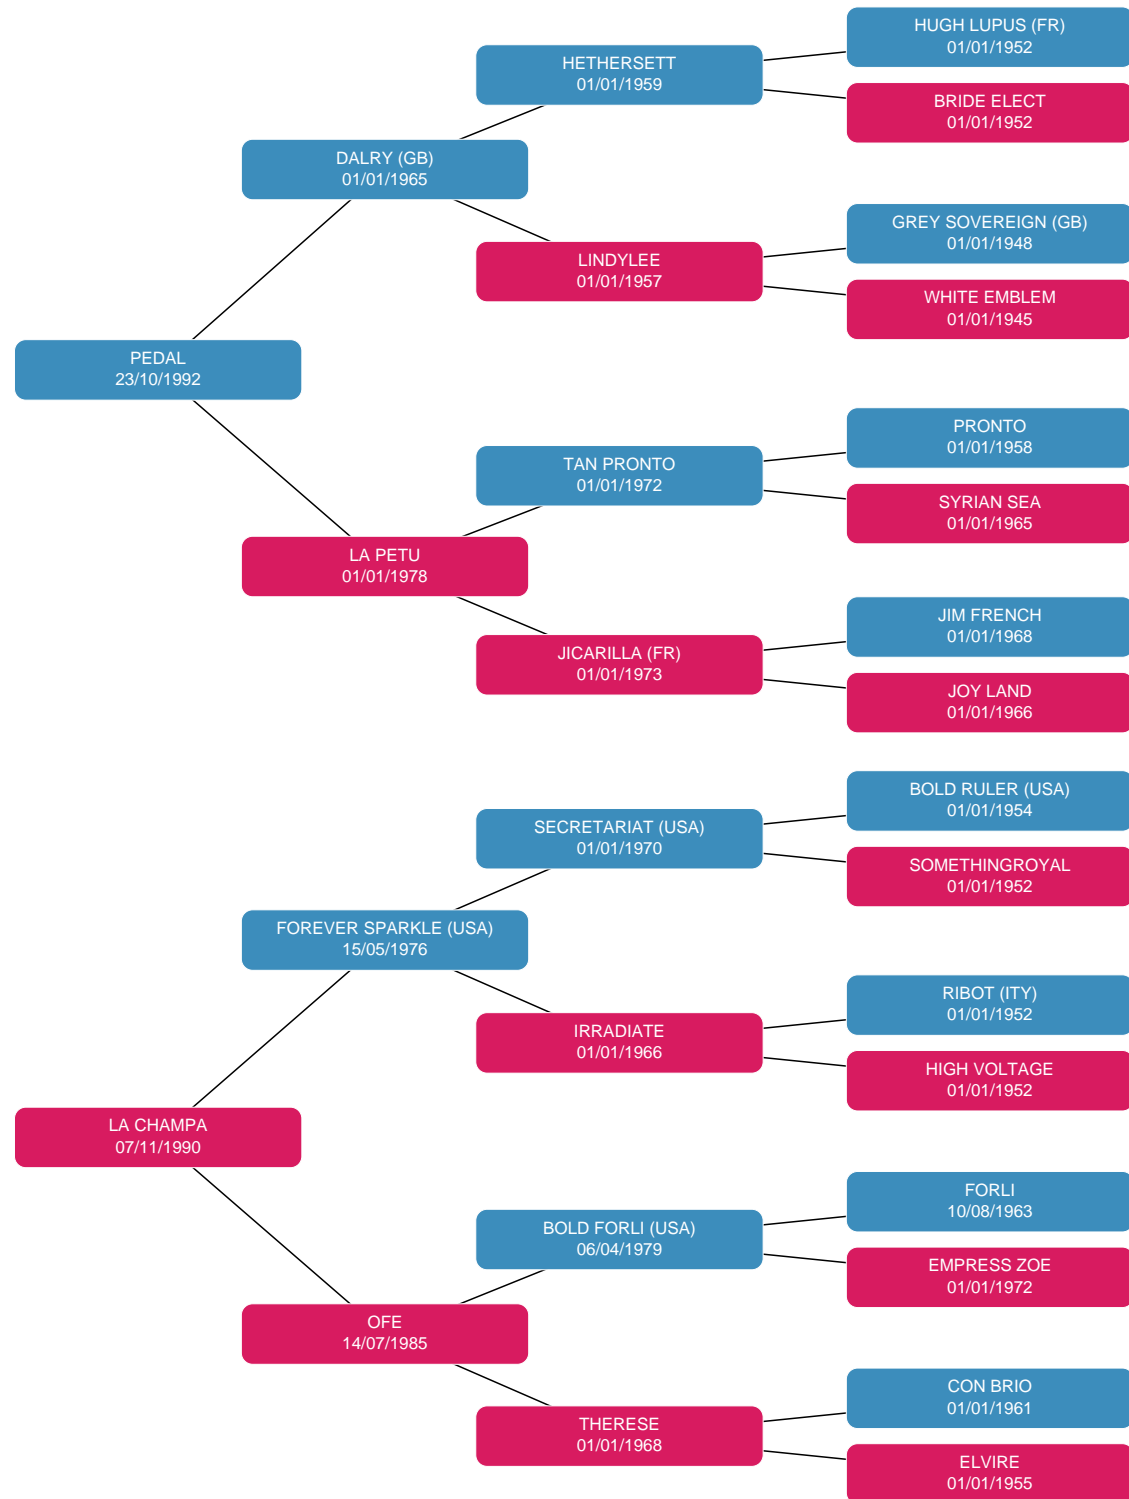 HUGH LUPUS (FR)
01/01/1952
HETHERSETT
01/01/1959
BRIDE ELECT
01/01/1952
DALRY (GB)
01/01/1965
GREY SOVEREIGN (GB)
01/01/1948
LINDYLEE
01/01/1957
WHITE EMBLEM
01/01/1945
PEDAL
23/10/1992
PRONTO
01/01/1958
TAN PRONTO
01/01/1972
SYRIAN SEA
01/01/1965
LA PETU
01/01/1978
JIM FRENCH
01/01/1968
JICARILLA (FR)
01/01/1973
JOY LAND
01/01/1966
BOLD RULER (USA)
01/01/1954
SECRETARIAT (USA)
01/01/1970
SOMETHINGROYAL
01/01/1952
FOREVER SPARKLE (USA)
15/05/1976
RIBOT (ITY)
01/01/1952
IRRADIATE
01/01/1966
HIGH VOLTAGE
01/01/1952
LA CHAMPA
07/11/1990
FORLI
10/08/1963
BOLD FORLI (USA)
06/04/1979
EMPRESS ZOE
01/01/1972
OFE
14/07/1985
CON BRIO
01/01/1961
THERESE
01/01/1968
ELVIRE
01/01/1955